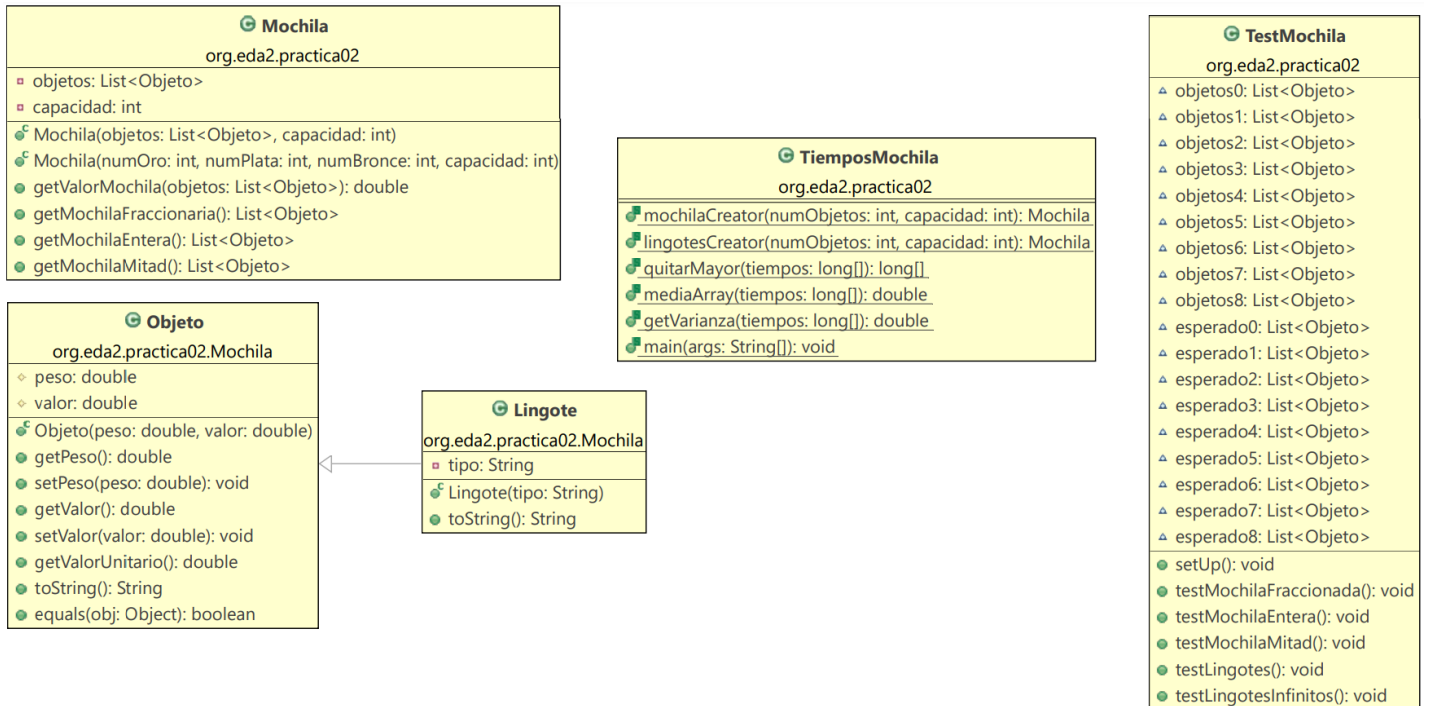 Mochila
org.eda2.practica02
objetos: List<Objeto>
capacidad: int
Mochila(objetos: List<Objeto>, capacidad: int)
Mochila(numOro: int, numPlata: int, numBronce: int, capacidad: int)
getValorMochila(objetos: List<Objeto>): double
getMochilaFraccionaria(): List<Objeto>
getMochilaEntera(): List<Objeto>
getMochilaMitad(): List<Objeto>
Objeto
org.eda2.practica02.Mochila
peso: double
valor: double
Objeto(peso: double, valor: double)
getPeso(): double
setPeso(peso: double): void
getValor(): double
setValor(valor: double): void
getValorUnitario(): double
toString(): String
equals(obj: Object): boolean
Lingote
org.eda2.practica02.Mochila
tipo: String
Lingote(tipo: String)
toString(): String
TiemposMochila
org.eda2.practica02
mochilaCreator(numObjetos: int, capacidad: int): Mochila
lingotesCreator(numObjetos: int, capacidad: int): Mochila
quitarMayor(tiempos: long[]): long[]
mediaArray(tiempos: long[]): double
getVarianza(tiempos: long[]): double
main(args: String[]): void
TestMochila
org.eda2.practica02
objetos0: List<Objeto>
objetos1: List<Objeto>
objetos2: List<Objeto>
objetos3: List<Objeto>
objetos4: List<Objeto>
objetos5: List<Objeto>
objetos6: List<Objeto>
objetos7: List<Objeto>
objetos8: List<Objeto>
esperado0: List<Objeto>
esperado1: List<Objeto>
esperado2: List<Objeto>
esperado3: List<Objeto>
esperado4: List<Objeto>
esperado5: List<Objeto>
esperado6: List<Objeto>
esperado7: List<Objeto>
esperado8: List<Objeto>
setUp(): void
testMochilaFraccionada(): void
testMochilaEntera(): void
testMochilaMitad(): void
testLingotes(): void
testLingotesInfinitos(): void